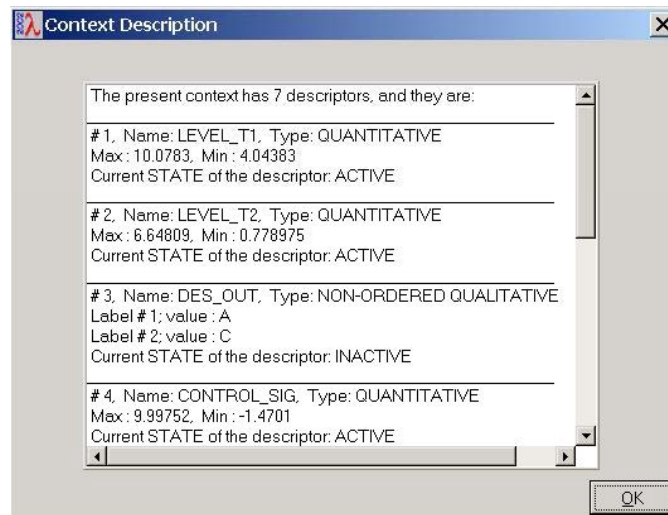 Context Description
The present context has 7 descriptors, and they are:
# 1, Name: LEVEL_T1, Type: QUANTITATIVE
Max : 10.0783, Min : 4.04383
Current STATE of the descriptor: ACTIVE
# 2, Name: LEVEL_T2, Type: QUANTITATIVE
Max : 6.64809, Min : 0.778975
Current STATE of the descriptor: ACTIVE
# 3, Name: DES_OUT, Type: NON-ORDERED QUALITATIVE
Label # 1; value : A
Label # 2; value : C
Current STATE of the descriptor: INACTIVE
# 4, Name: CONTROL_SIG, Type: QUANTITATIVE
Max : 9.99752, Min : -1.4701
Current STATE of the descriptor: ACTIVE
OK